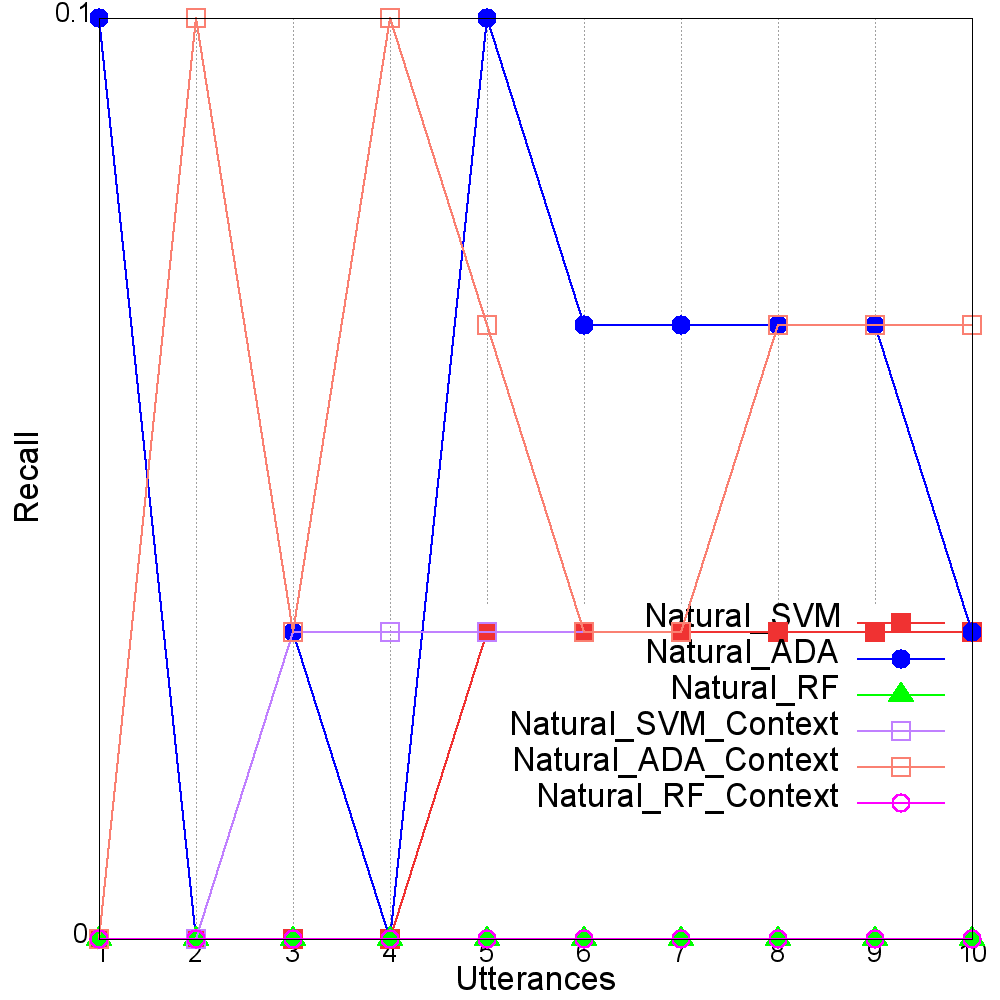 0.1
Recall
Natural_SVM
Natural_ADA
Natural_RF
Natural_SVM_Context
Natural_ADA_Context
Natural_RF_Context
0
1 2 3 4 5 6 7 8 9 10
Utterances